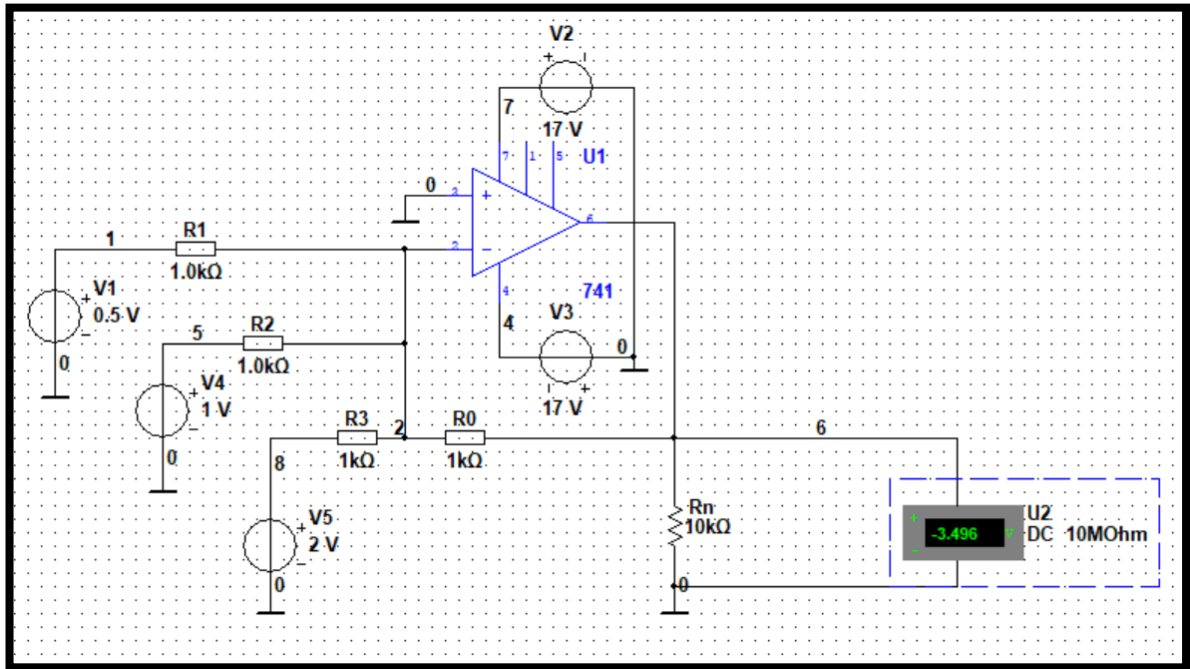 V2
+ −
7
17 V
7 1 5 U1
0 3 +
6
1 R1
2 −
1.0kΩ
V1
+
0.5 V
−
0
5 R2
1.0kΩ
4 741
4 V3
0
− +
17 V
V4
+
1 V
−
0
R3 2 R0
1kΩ 1kΩ
6
8
V5
+
2 V
−
0
Rn
10kΩ
0
U2
+ -3.496 V DC 10MOhm
−